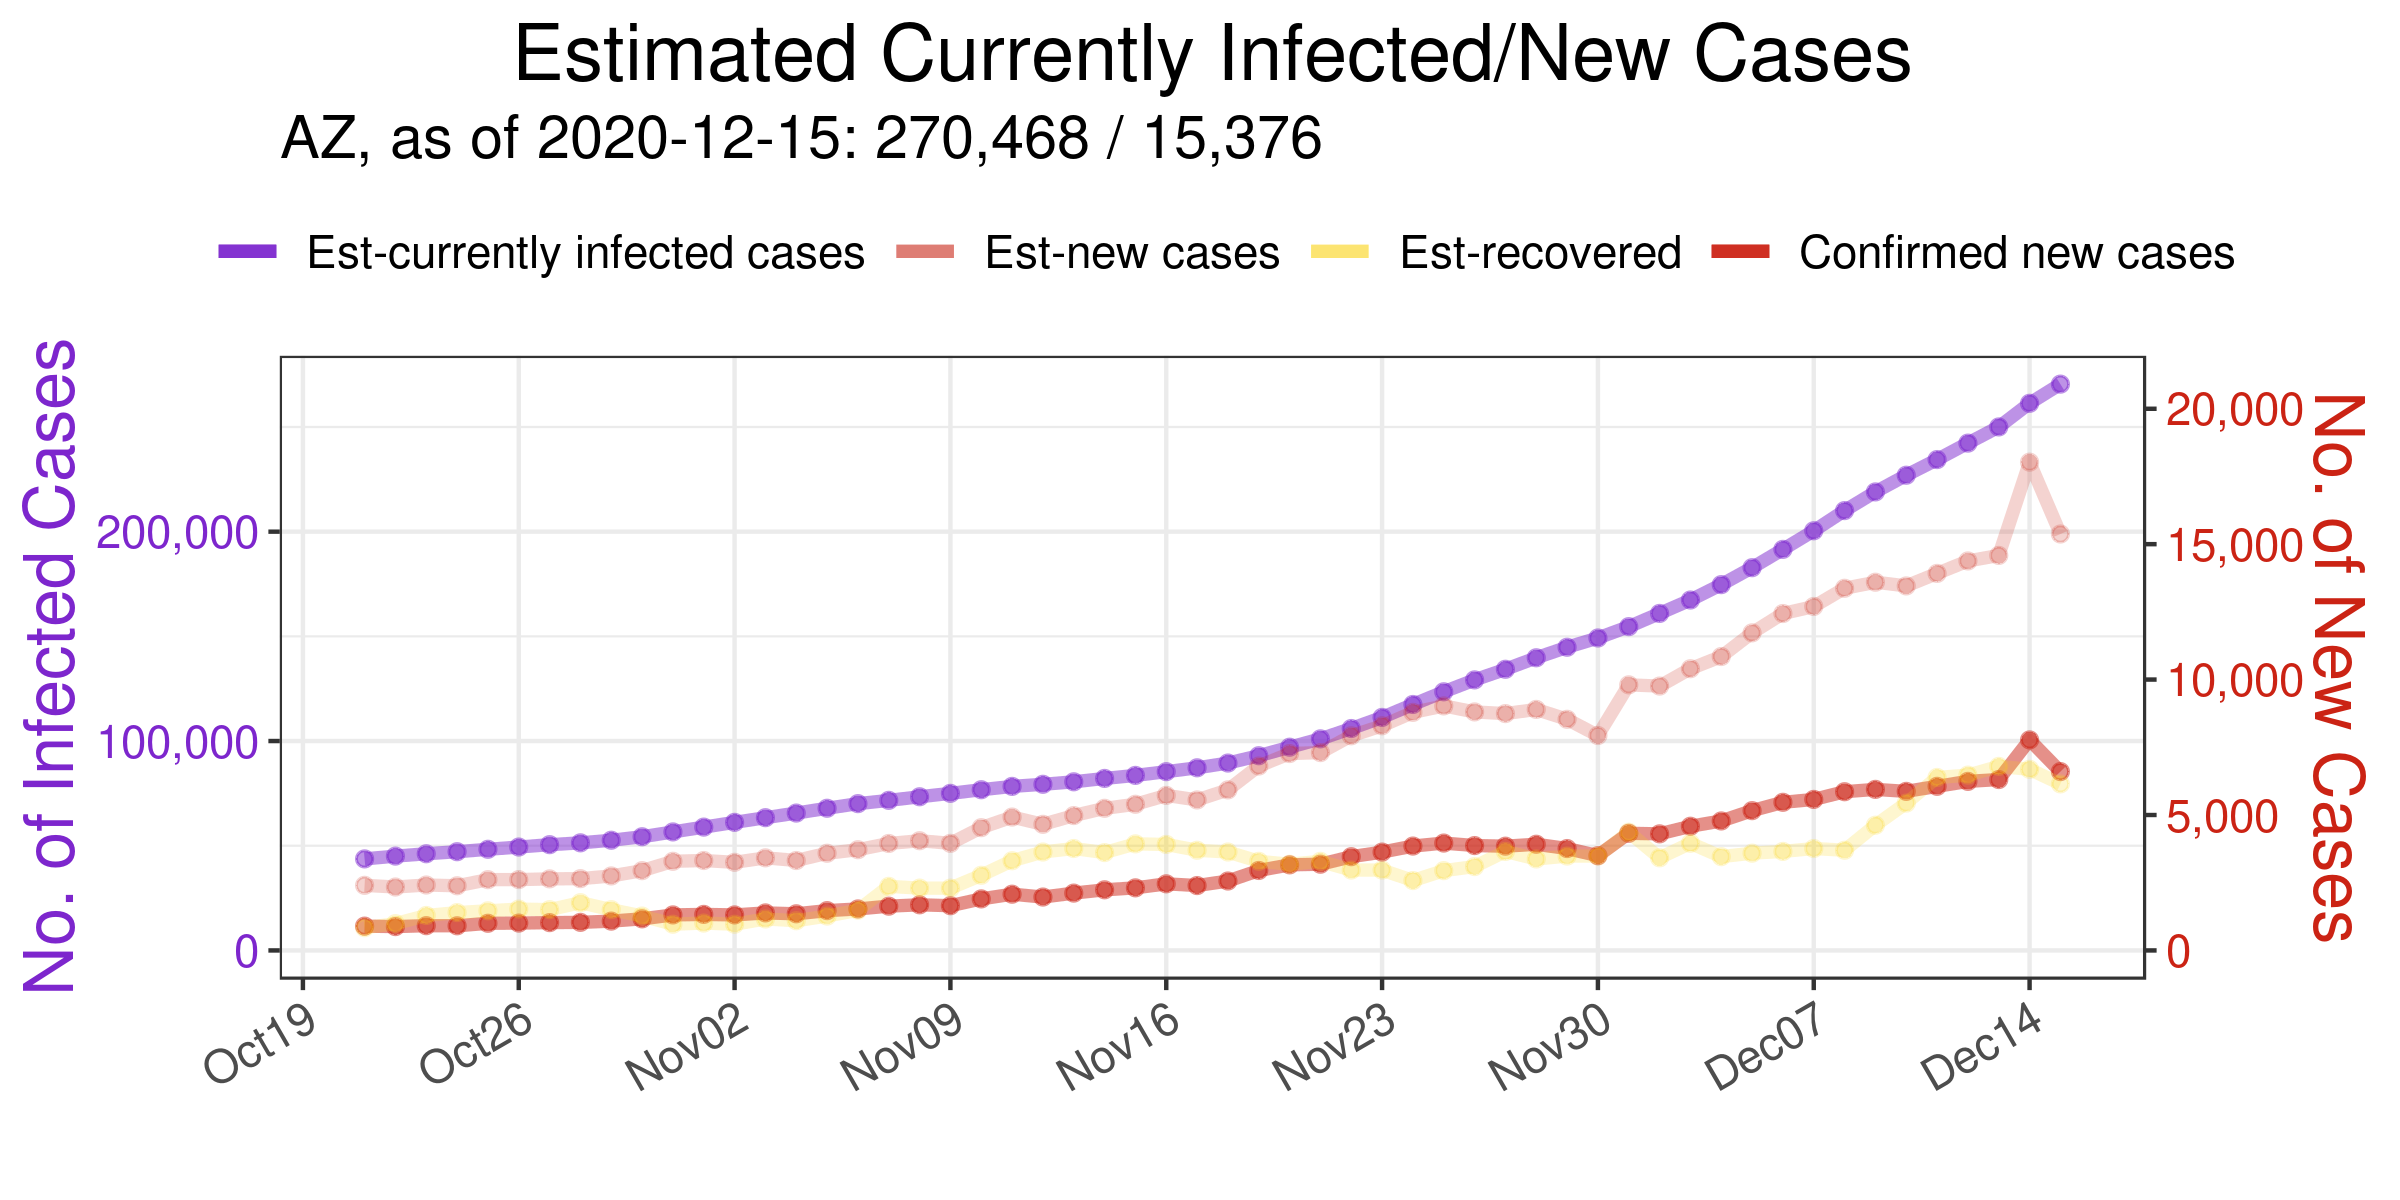 Estimated Currently Infected/New Cases
AZ, as of 2020-12-15: 270,468 / 15,376
Est-currently infected cases Est-new cases Est-recovered Confirmed new cases
No. of Infected Cases
200,000
100,000
0
20,000
15,000
10,000
5,000
0
No. of New Cases
Oct19 Oct26 Nov02 Nov09 Nov16 Nov23 Nov30 Dec07 Dec14